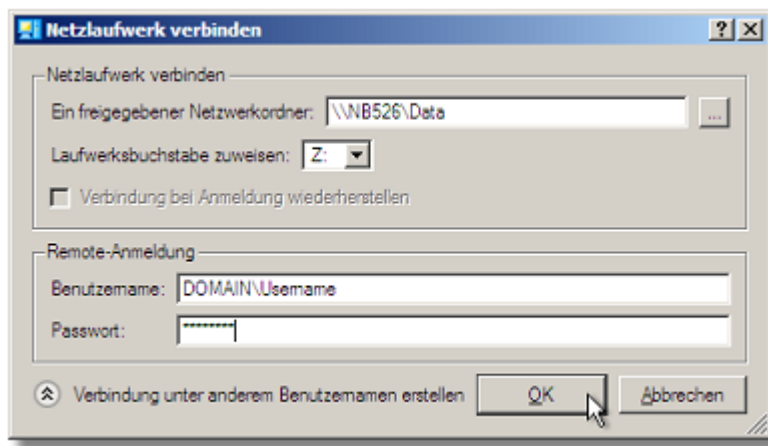 Netzlaufwerk verbinden
Netzlaufwerk verbinden
Ein freigegebener Netzwerkordner: \\NB526\Data ...
Laufwerksbuchstabe zuweisen: Z:
Verbindung bei Anmeldung wiederherstellen
Remote-Anmeldung
Benutzername: DOMAIN\Username
Passwort: ********
Verbindung unter anderem Benutzernamen erstellen OK Abbrechen